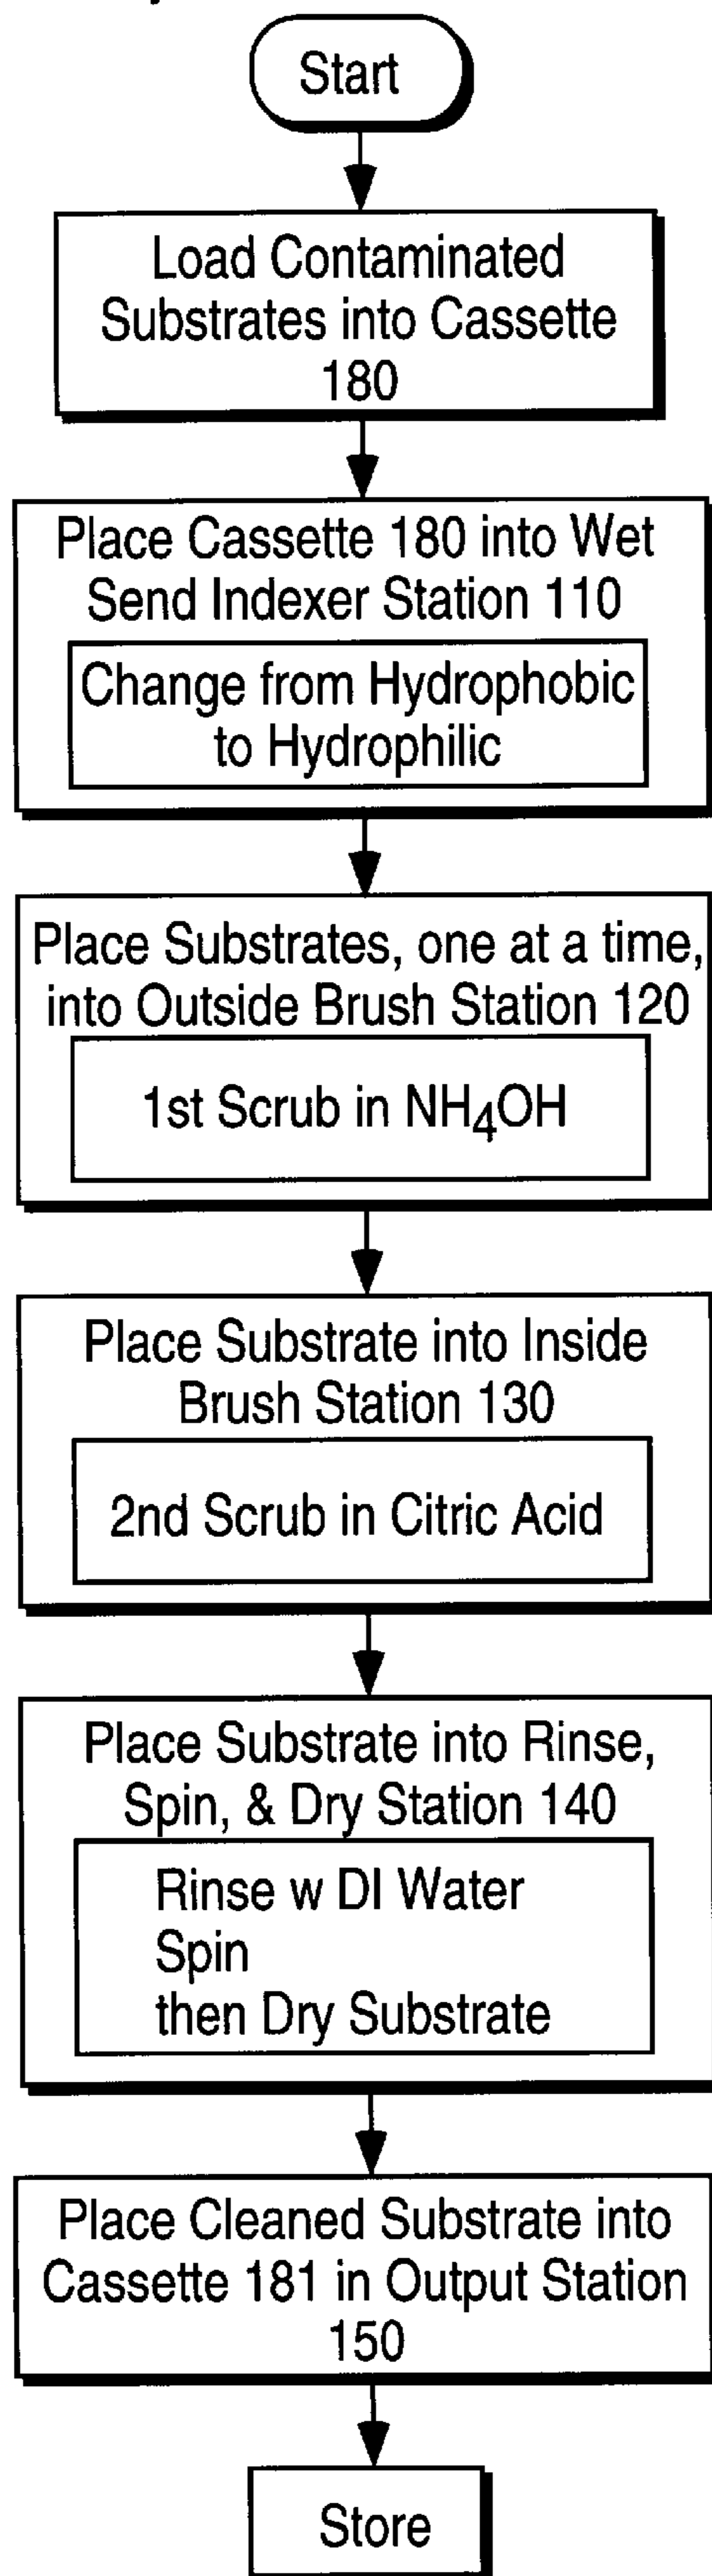 Start
Load Contaminated
Substrates into Cassette
180
Place Cassette 180 into Wet
Send Indexer Station 110
Change from Hydrophobic
to Hydrophilic
Place Substrates, one at a time,
into Outside Brush Station 120
1st Scrub in NH4OH
Place Substrate into Inside
Brush Station 130
2nd Scrub in Citric Acid
Place Substrate into Rinse,
Spin, & Dry Station 140
Rinse w DI Water
Spin
then Dry Substrate
Place Cleaned Substrate into
Cassette 181 in Output Station
150
Store